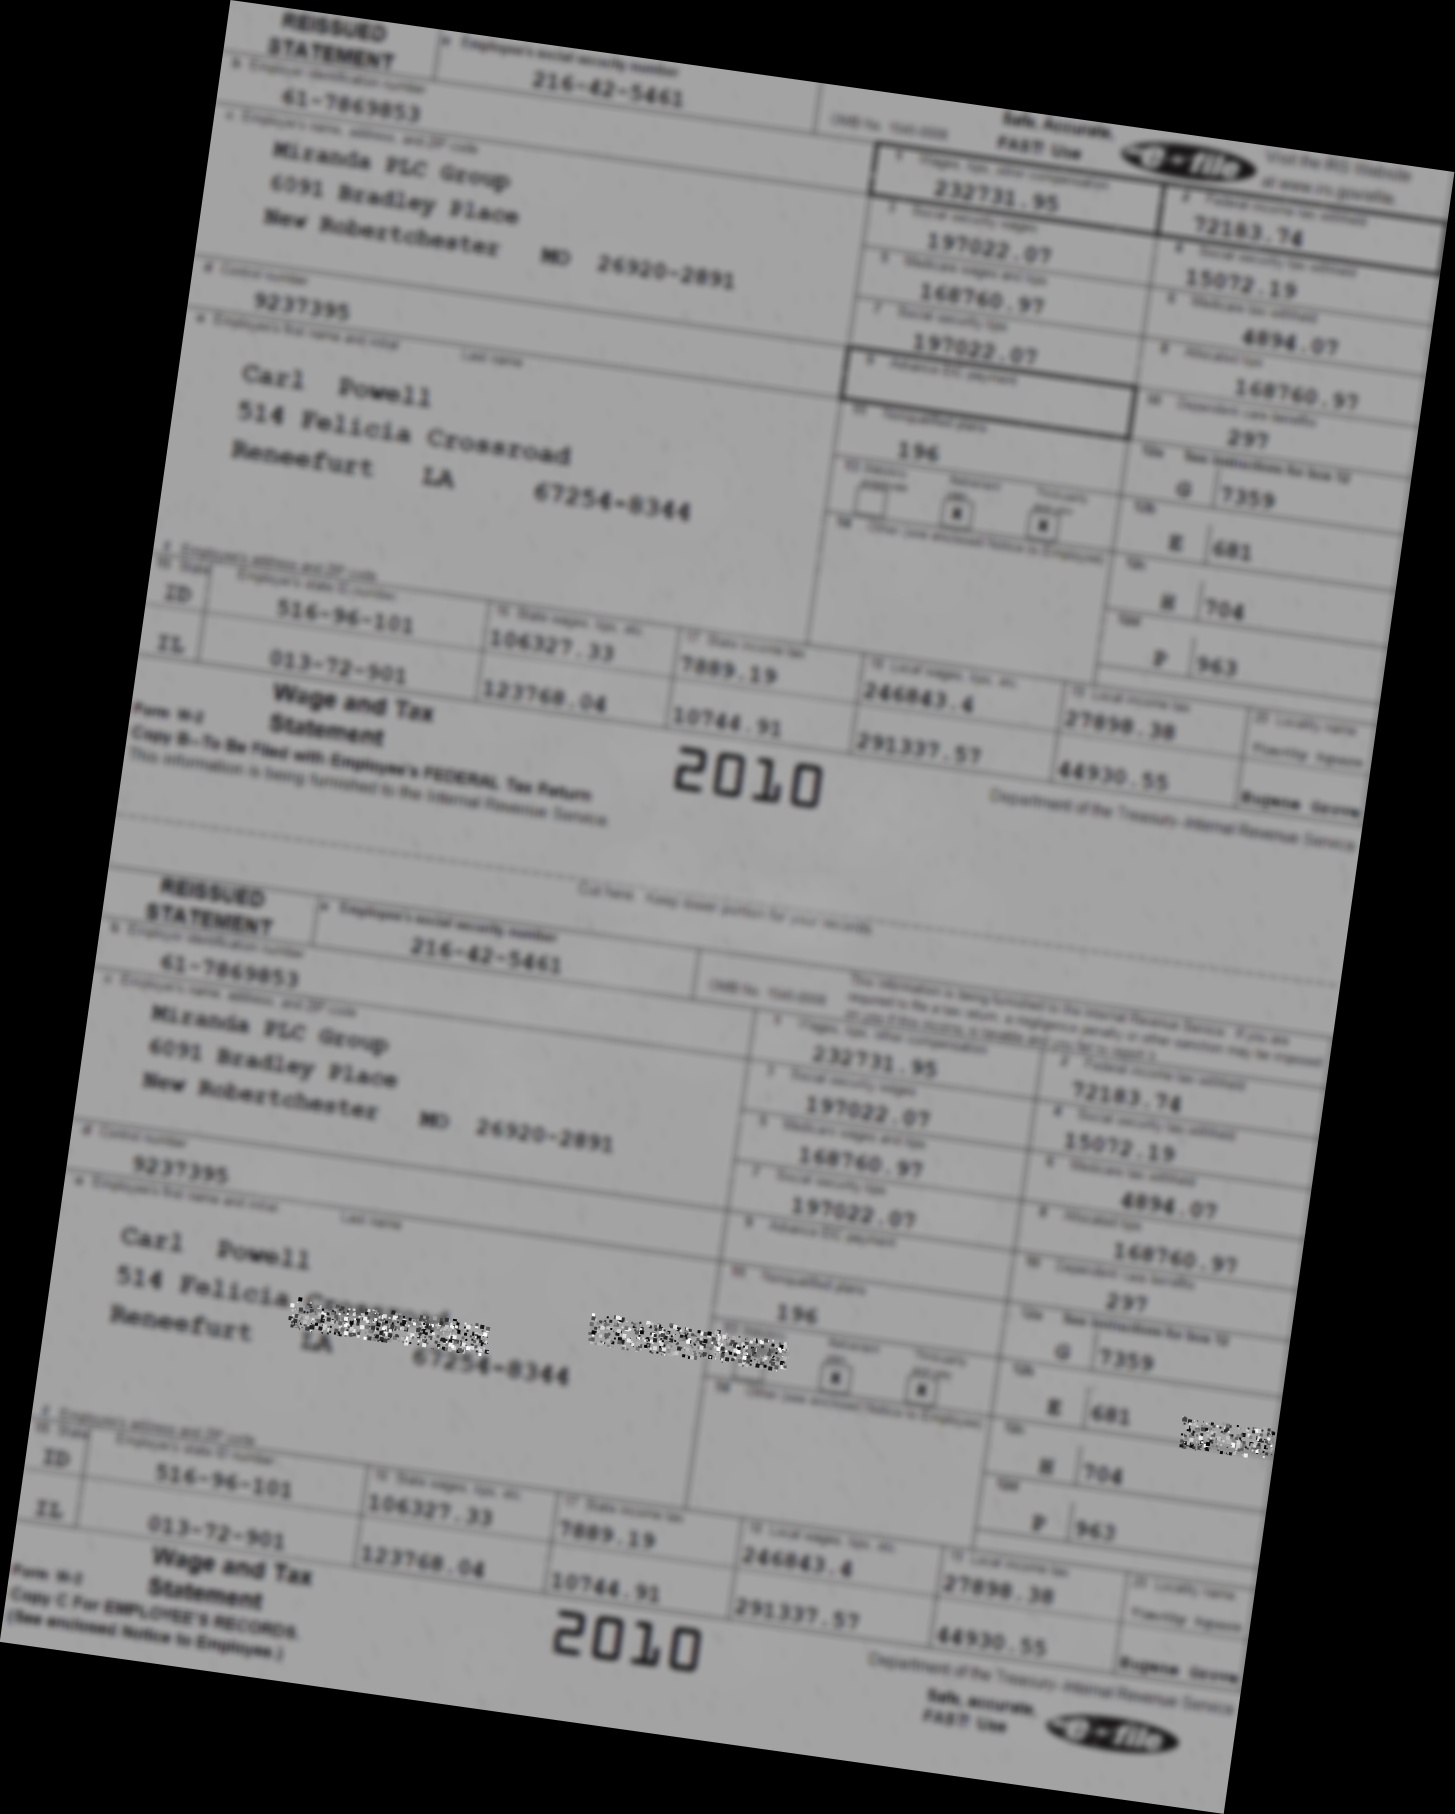 REISSUED STATEMENT
a Employee's social security number
216-42-5461
OMB No. 1545-0008
Safe, Accurate, FAST! Use
e-file
Visit the IRS Website at www.irs.gov/efile.
b Employer identification number
61-7869853
c Employer's name, address, and ZIP code
Miranda PLC Group
6091 Bradley Place
New Robertchester MO 26920-2891
1 Wages, tips, other compensation
232731.95
2 Federal income tax withheld
72183.74
3 Social security wages
197022.07
4 Social security tax withheld
15072.19
5 Medicare wages and tips
168760.97
6 Medicare tax withheld
4894.07
d Control number
9237395
7 Social security tips
197022.07
8 Allocated tips
168760.97
e Employee's first name and initial Last name
Carl Powell
514 Felicia Crossroad
Reneefurt LA 67254-8344
9 Advance EIC payment
10 Dependent care benefits
297
11 Nonqualified plans
196
12a See instructions for box 12
G 7359
13 Statutory employee
Retirement plan X
Third-party sick pay X
12b
E 681
14 Other (see enclosed Notice to Employee)
12c
H 704
12d
P 963
f Employee's address and ZIP code
15 State Employer's state ID number
16 State wages, tips, etc.
17 State income tax
18 Local wages, tips, etc.
19 Local income tax
20 Locality name
ID 516-96-101 106327.33 7889.19 246843.4 27898.38
IL 013-72-901 123768.04 10744.91 291337.57 44930.55 Eugene Grove
Form W-2
Wage and Tax Statement
2010
Department of the Treasury-Internal Revenue Service
Copy B-To Be Filed with Employee's FEDERAL Tax Return
This information is being furnished to the Internal Revenue Service.
Cut here. Keep lower portion for your records.
REISSUED STATEMENT
a Employee's social security number
216-42-5461
OMB No. 1545-0008
This information is being furnished to the Internal Revenue Service. If you are
required to file a tax return, a negligence penalty or other sanction may be imposed
on you if this income is taxable and you fail to report it.
b Employer identification number
61-7869853
c Employer's name, address, and ZIP code
Miranda PLC Group
6091 Bradley Place
New Robertchester MO 26920-2891
1 Wages, tips, other compensation
232731.95
2 Federal income tax withheld
72183.74
3 Social security wages
197022.07
4 Social security tax withheld
15072.19
5 Medicare wages and tips
168760.97
6 Medicare tax withheld
4894.07
d Control number
9237395
7 Social security tips
197022.07
8 Allocated tips
168760.97
e Employee's first name and initial Last name
Carl Powell
514 Felicia Crossroad
Reneefurt LA 67254-8344
9 Advance EIC payment
10 Dependent care benefits
297
11 Nonqualified plans
196
12a See instructions for box 12
G 7359
Retirement plan X
Third-party sick pay X
12b
E 681
14 Other (see enclosed Notice to Employee)
12c
H 704
12d
P 963
f Employee's address and ZIP code
15 State Employer's state ID number
16 State wages, tips, etc.
17 State income tax
18 Local wages, tips, etc.
19 Local income tax
20 Locality name
ID 516-96-101 106327.33 7889.19 246843.4 27898.38
IL 013-72-901 123768.04 10744.91 291337.57 44930.55 Eugene Grove
Form W-2
Wage and Tax Statement
2010
Department of the Treasury-Internal Revenue Service
Copy C For EMPLOYEE'S RECORDS.
(See enclosed Notice to Employee.)
Safe, accurate, FAST! Use
e-file